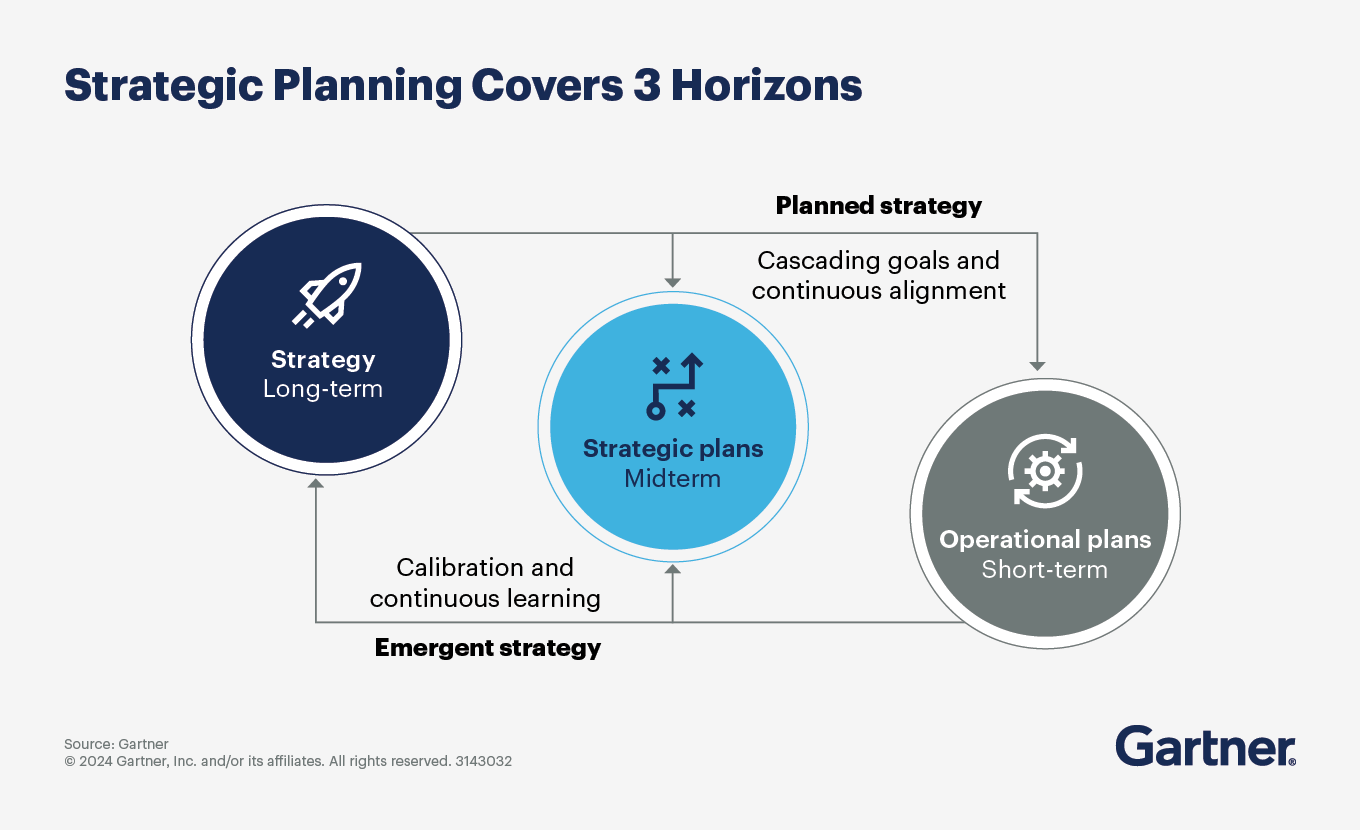 Strategic Planning Covers 3 Horizons
Planned strategy
Cascading goals and
continuous alignment
Strategy
Long-term
Strategic plans
Midterm
Operational plans
Short-term
Calibration and
continuous learning
Emergent strategy
Source: Gartner
© 2024 Gartner, Inc. and/or its affiliates. All rights reserved. 3143032
Gartner®